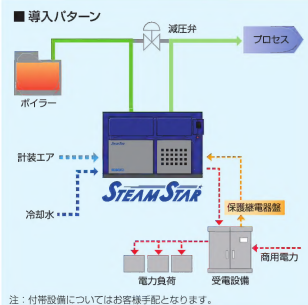 ■ 導入パターン
減圧弁
プロセス
ボイラー
計装エア
STEAM STAR
冷却水
保護継電器盤
商用電力
電力負荷
受電設備
注：付帯設備についてはお客様手配となります。